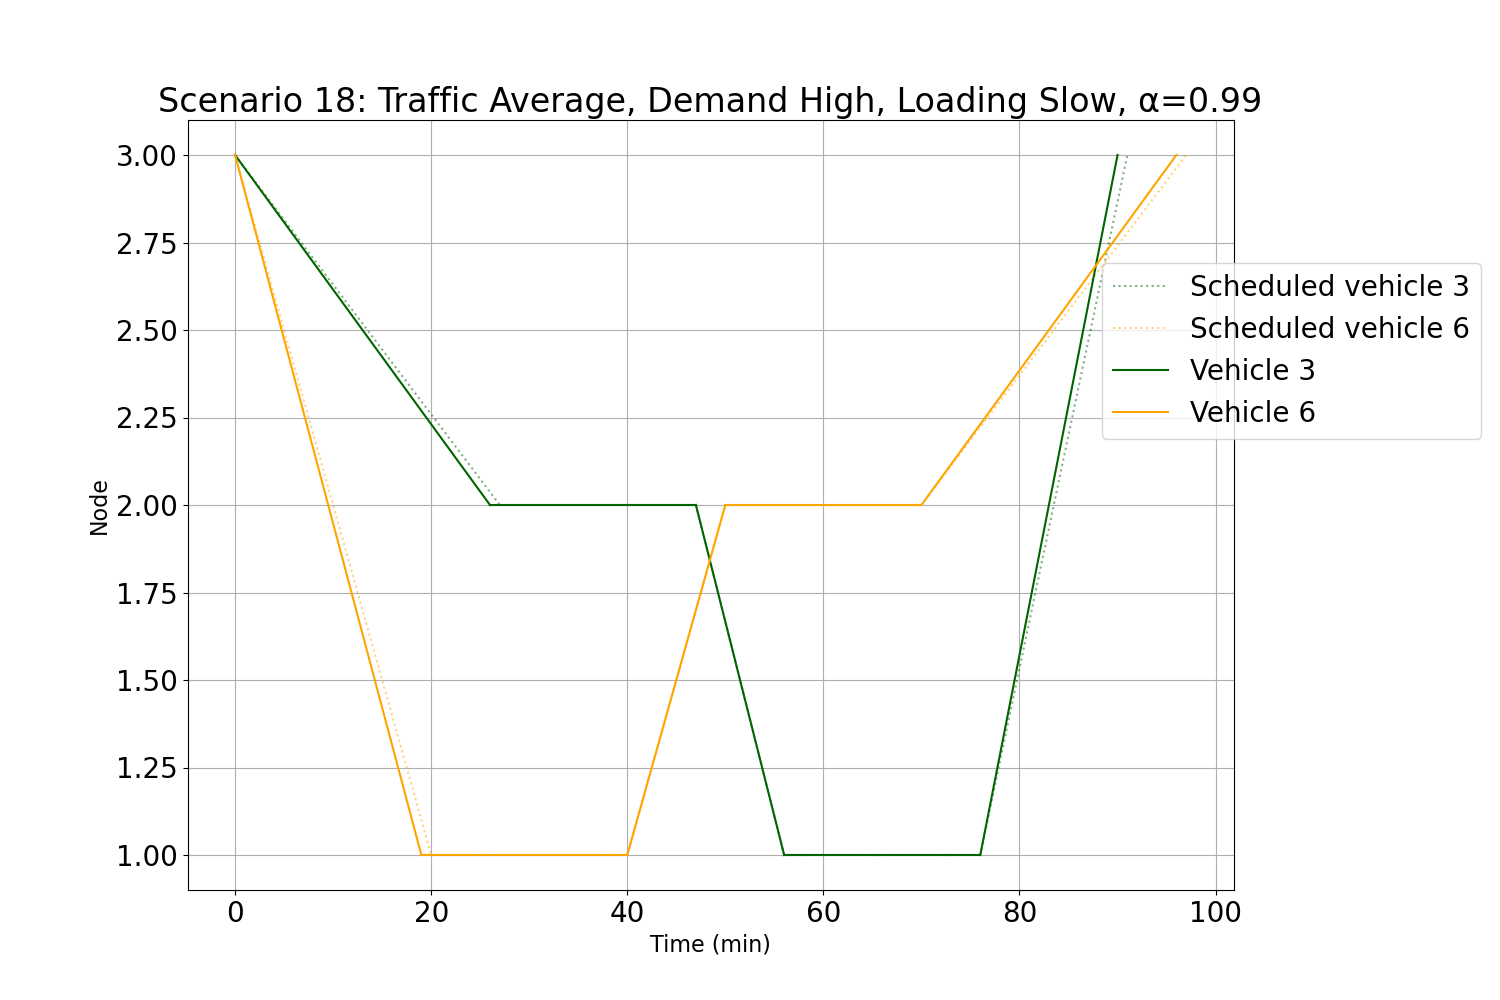 Scenario 18: Traffic Average, Demand High, Loading Slow, α=0.99
3.00
2.75
2.50
2.25
2.00
1.75
1.50
1.25
1.00
Node
Scheduled vehicle 3
Scheduled vehicle 6
Vehicle 3
Vehicle 6
0 20 40 60 80 100
Time (min)